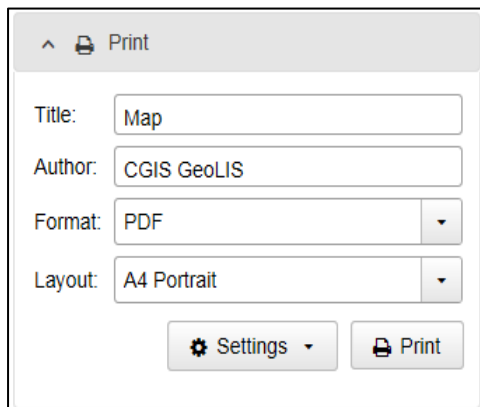 Print
Title: Map
Author: CGIS GeoLIS
Format: PDF
Layout: A4 Portrait
Settings Print